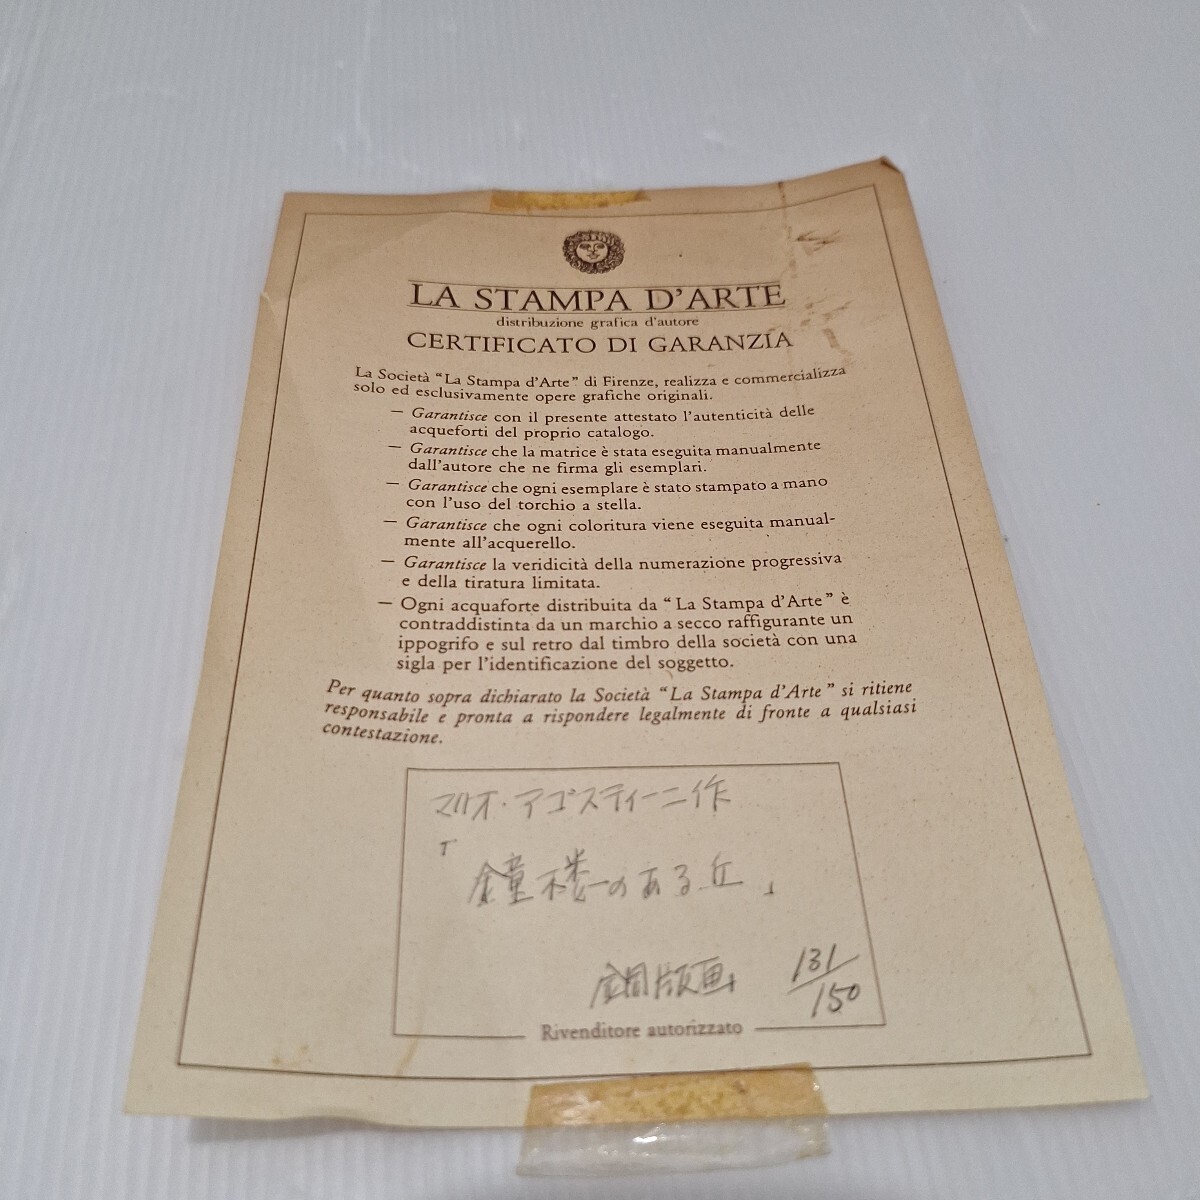 LA STAMPA D'ARTE
distribuzione grafica d'autore
CERTIFICATO DI GARANZIA
La Società “La Stampa d'Arte” di Firenze, realizza e commercializza
solo ed esclusivamente opere grafiche originali.
— Garantisce con il presente attestato l'autenticità delle
acqueforti del proprio catalogo.
— Garantisce che la matrice è stata eseguita manualmente
dall'autore che ne firma gli esemplari.
— Garantisce che ogni esemplare è stato stampato a mano
con l'uso del torchio a stella.
— Garantisce che ogni coloritura viene eseguita manual-
mente all'acquerello.
— Garantisce la veridicità della numerazione progressiva
e della tiratura limitata.
— Ogni acquaforte distribuita da “La Stampa d'Arte” è
contraddistinta da un marchio a secco raffigurante un
ippogrifo e sul retro dal timbro della società con una
sigla per l'identificazione del soggetto.
Per quanto sopra dichiarato la Società “La Stampa d'Arte” si ritiene
responsabile e pronta a rispondere legalmente di fronte a qualsiasi
contestazione.
マリオ・アゴスティーニ作
「鐘楼のある丘」
銅版画 131/150
Rivenditore autorizzato